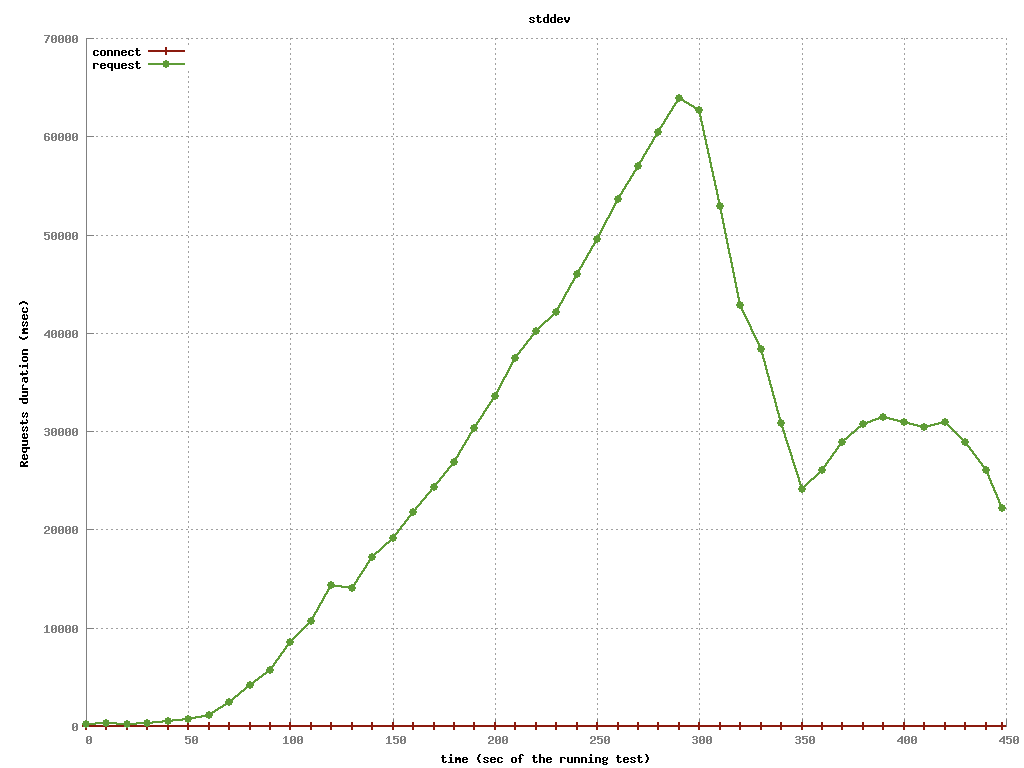 stddev
70000
connect
request
60000
50000
40000
30000
20000
10000
0
Requests duration (msec)
0 50 100 150 200 250 300 350 400 450
time (sec of the running test)